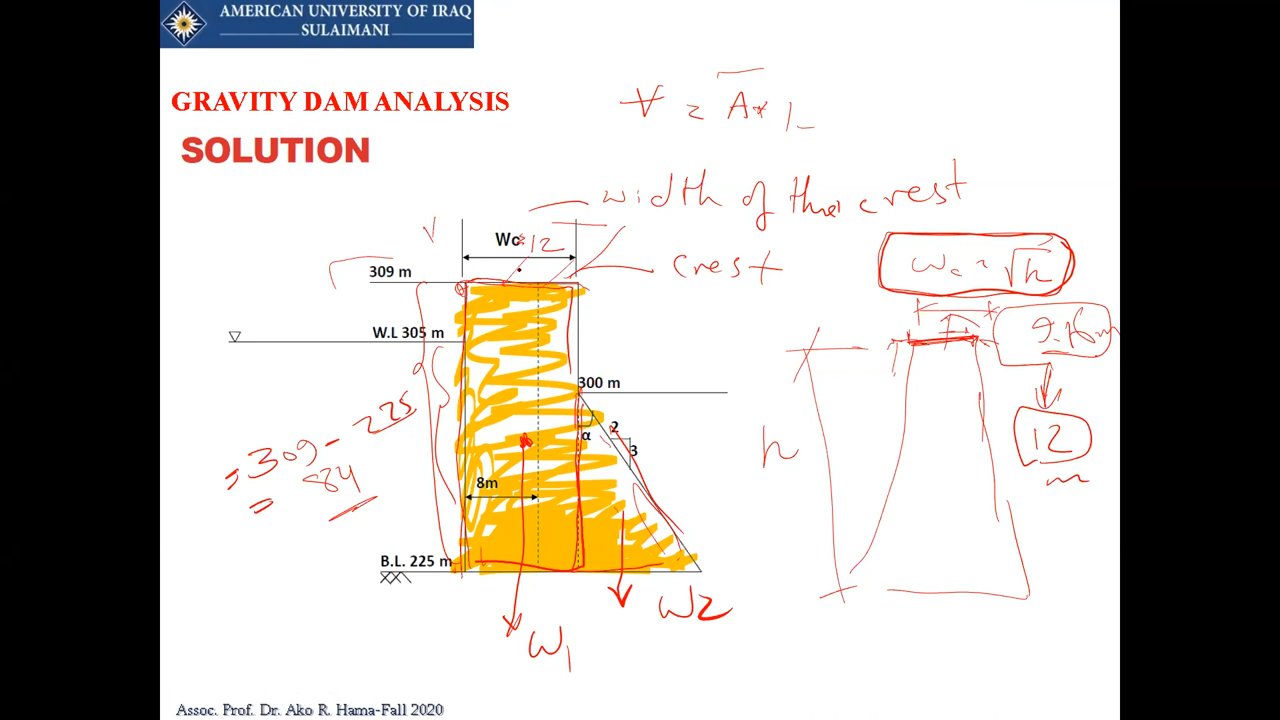 AMERICAN UNIVERSITY OF IRAQ
SULAIMANI
GRAVITY DAM ANALYSIS
SOLUTION
V = A * L
width of the crest
Wc = 12
crest
Wc = √h
309 m
9.16m
W.L 305 m
300 m
12
m
α
2
3
= 309 - 225
= 84
h
8m
B.L. 225 m
W1
W2
Assoc. Prof. Dr. Ako R. Hama-Fall 2020